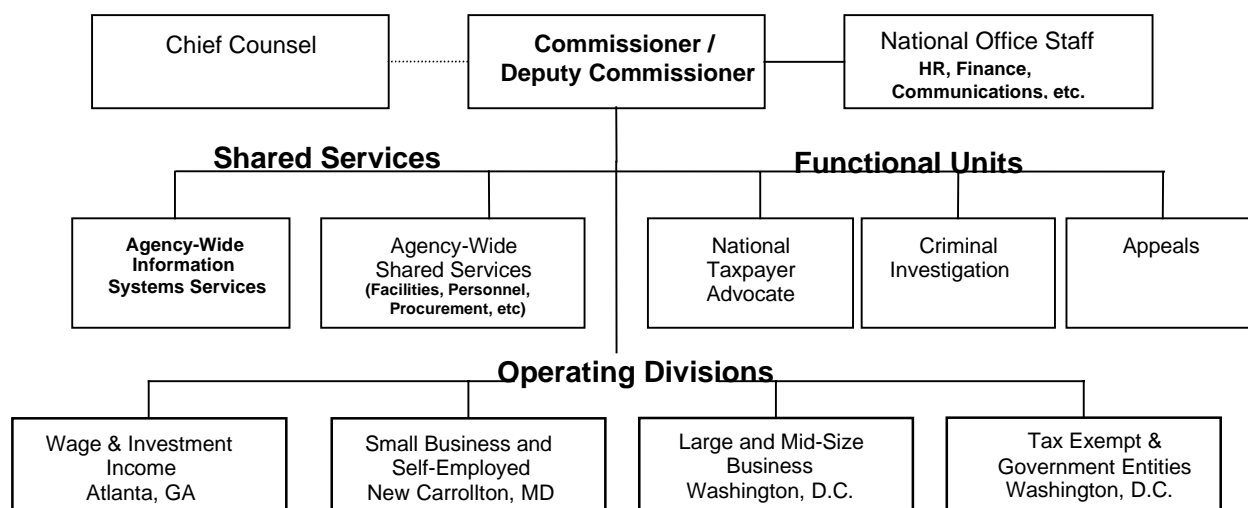 Chief Counsel
Commissioner /
Deputy Commissioner
National Office Staff
HR, Finance,
Communications, etc.
Shared Services
Functional Units
Agency-Wide
Information
Systems Services
Agency-Wide
Shared Services
(Facilities, Personnel,
Procurement, etc)
National
Taxpayer
Advocate
Criminal
Investigation
Appeals
Operating Divisions
Wage & Investment
Income
Atlanta, GA
Small Business and
Self-Employed
New Carrollton, MD
Large and Mid-Size
Business
Washington, D.C.
Tax Exempt &
Government Entities
Washington, D.C.